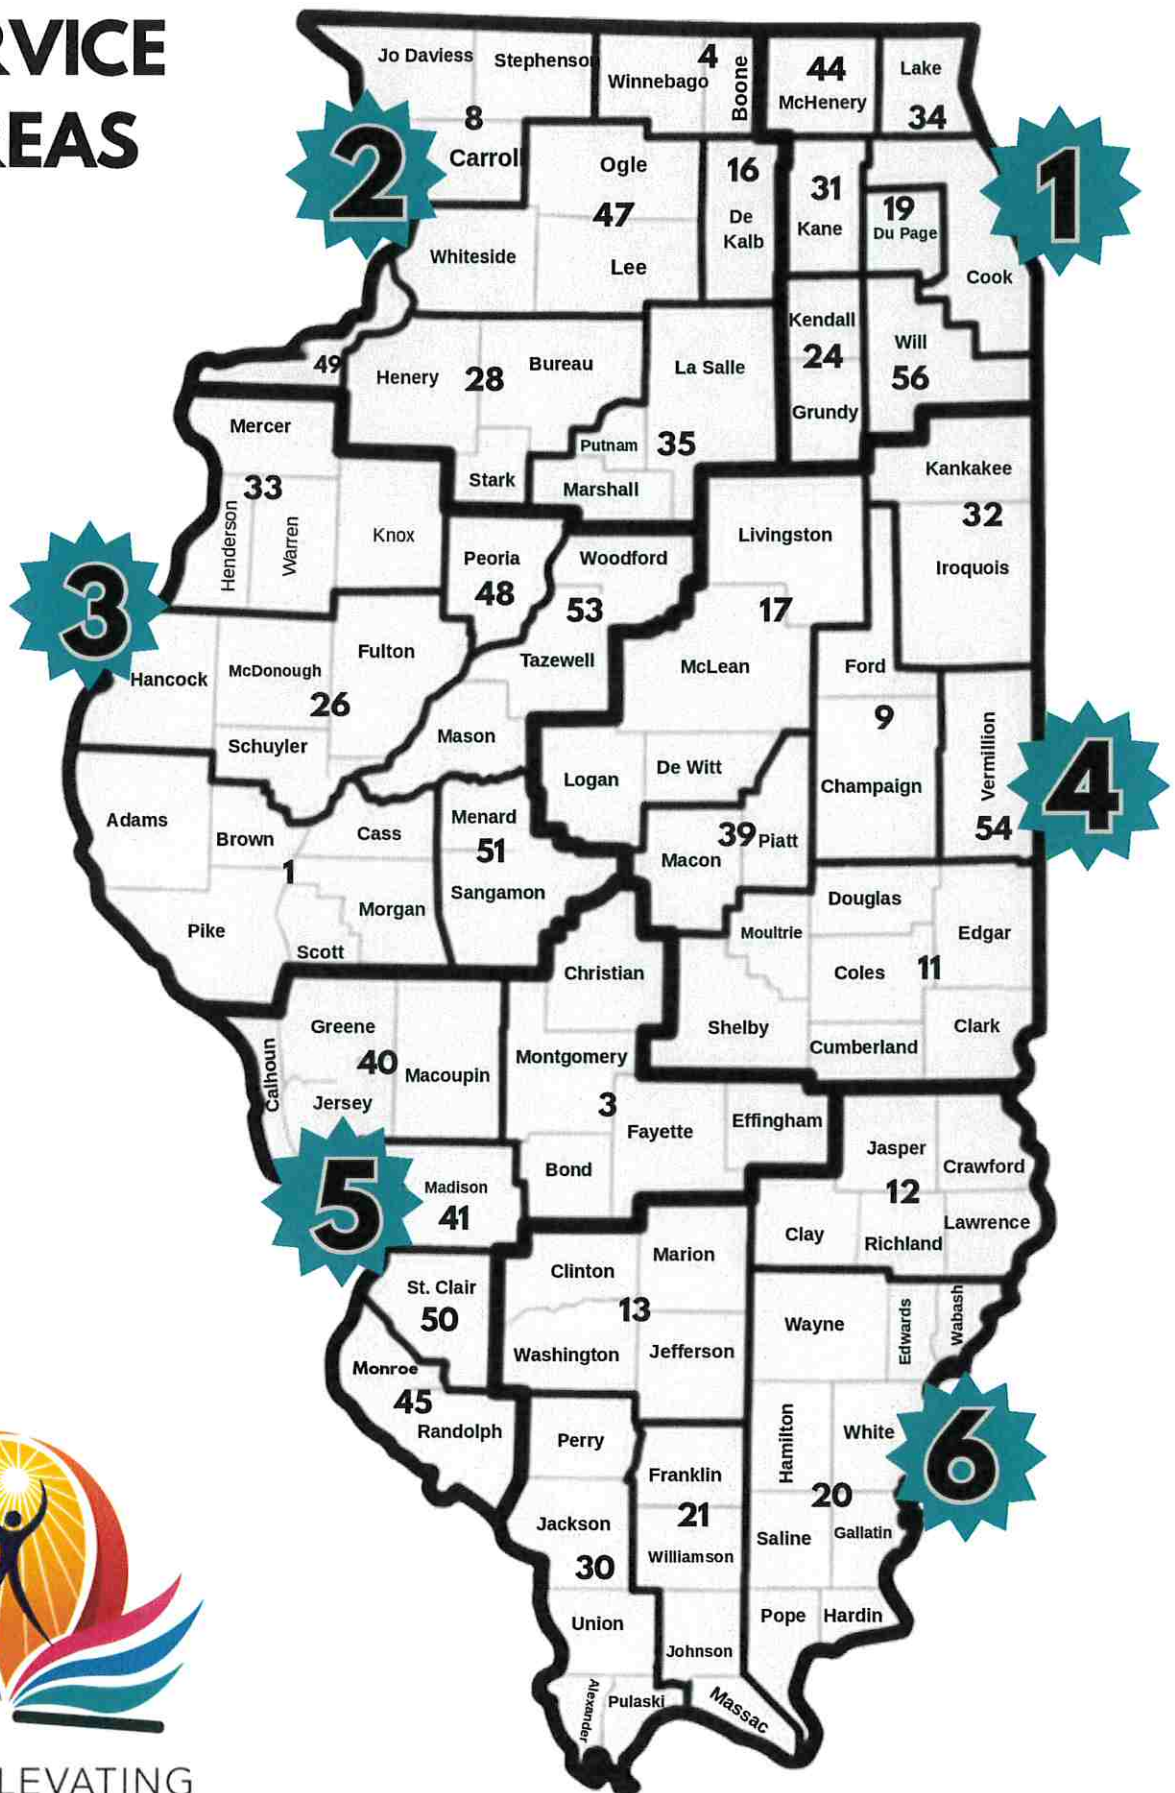 RVICE
REAS
Jo Daviess
Stephenson
Winnebago
4
Boone
44
McHenery
Lake
34
8
Carroll
2
Ogle
47
Lee
Whiteside
16
De
Kalb
31
Kane
19
Du Page
Cook
1
Kendall
24
Grundy
Will
56
49
Henery
28
Bureau
La Salle
35
Putnam
Stark
Marshall
Mercer
33
Henderson
Warren
Knox
Kankakee
32
Iroquois
Livingston
17
McLean
Peoria
48
Woodford
53
Tazewell
3
Hancock
McDonough
Fulton
26
Schuyler
Mason
Ford
9
Champaign
Vermillion
54
4
Logan
De Witt
39
Piatt
Macon
Adams
Brown
1
Cass
Menard
51
Sangamon
Pike
Scott
Morgan
Douglas
Edgar
Moultrie
Coles
11
Shelby
Cumberland
Clark
Christian
Montgomery
3
Fayette
Effingham
Bond
Greene
40
Calhoun
Jersey
Macoupin
5
Madison
41
Jasper
Crawford
12
Clay
Richland
Lawrence
St. Clair
50
Clinton
Marion
13
Washington
Jefferson
Wayne
Edwards
Wabash
Monroe
45
Randolph
Perry
Franklin
21
Williamson
Hamilton
White
20
6
Saline
Gallatin
Jackson
30
Union
Johnson
Pope
Hardin
Alexander
Pulaski
Massac
LEVATING